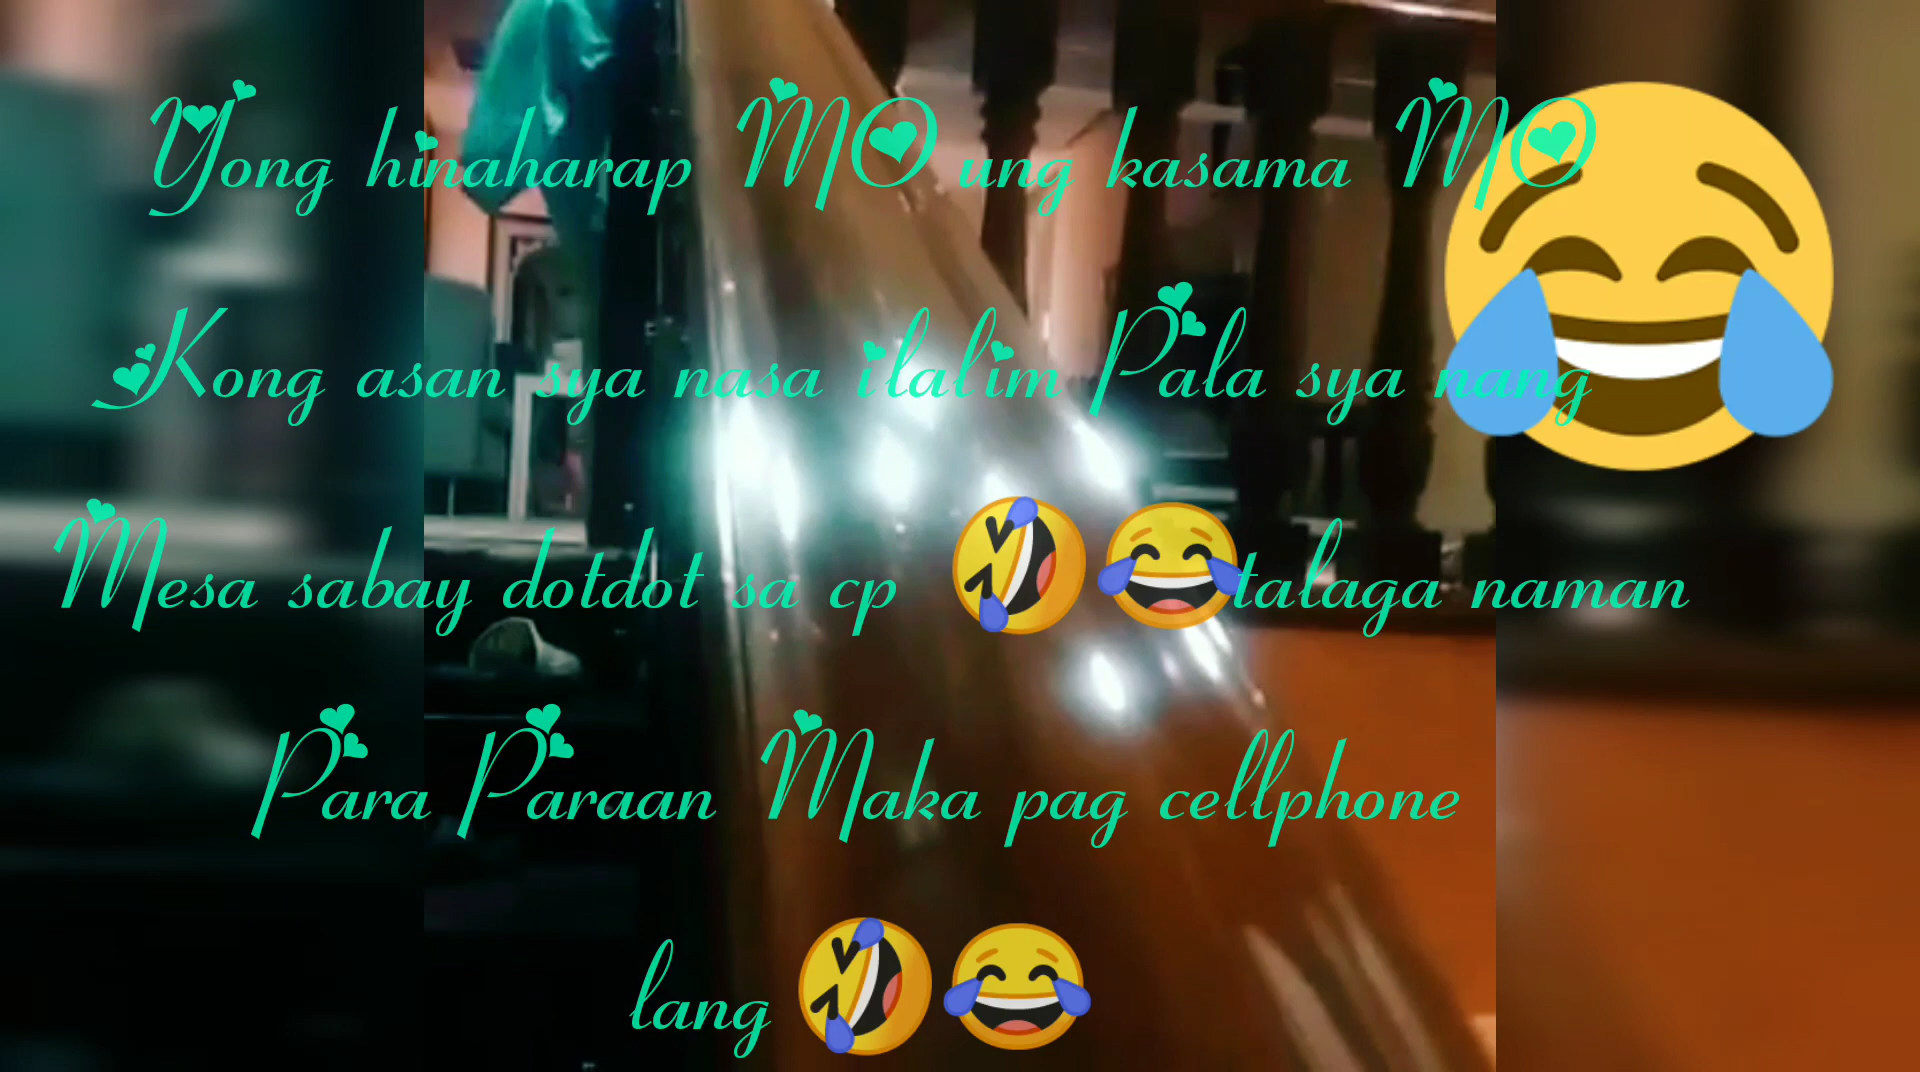 Yong hinaharap MO ung kasama MO
Kong asan sya nasa ilalim Pala sya nang
Mesa sabay dotdot sa cp 🤣😂talaga naman
Para Paraan Maka pag cellphone
lang 🤣😂